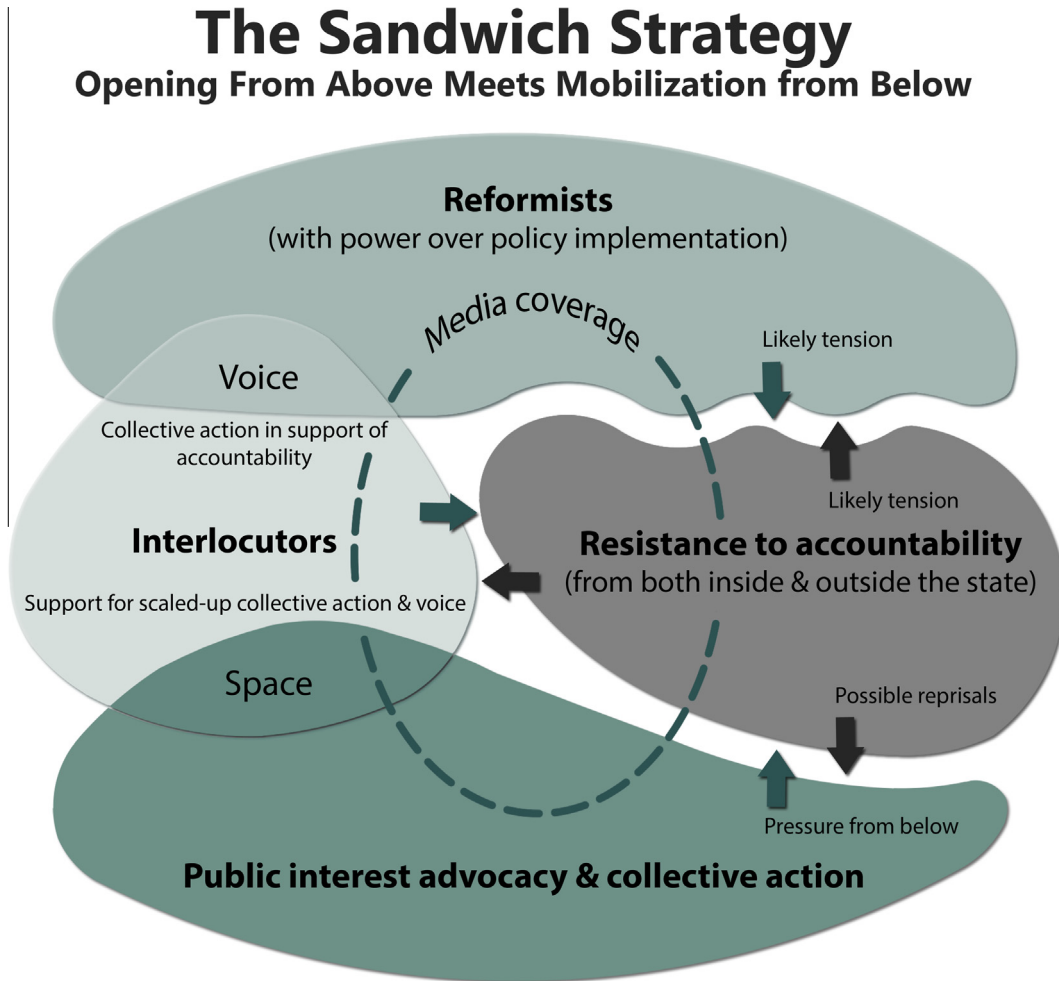 The Sandwich Strategy
Opening From Above Meets Mobilization from Below
Reformists
(with power over policy implementation)
Media coverage
Likely tension
Voice
Collective action in support of
accountability
Likely tension
Interlocutors
Resistance to accountability
(from both inside & outside the state)
Support for scaled-up collective action & voice
Space
Possible reprisals
Pressure from below
Public interest advocacy & collective action